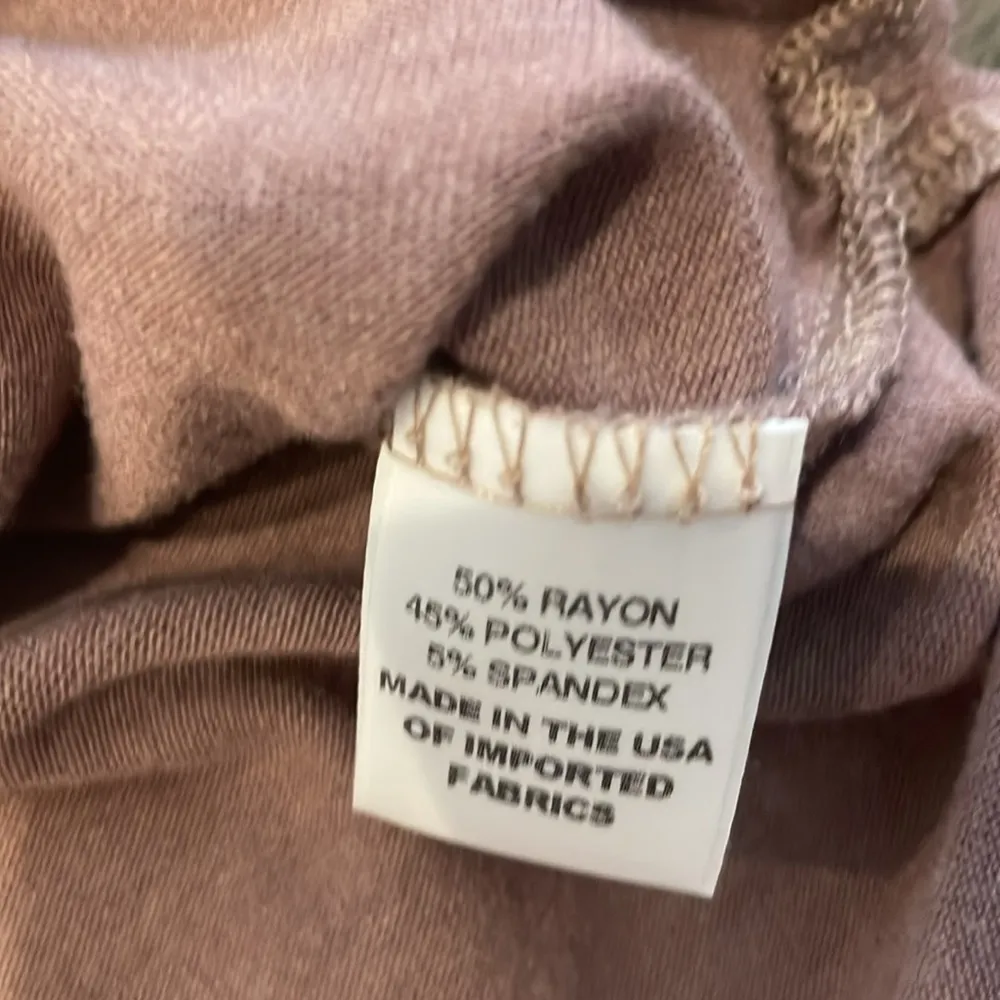 50% RAYON
45% POLYESTER
5% SPANDEX
MADE IN THE USA
OF IMPORTED
FABRICS